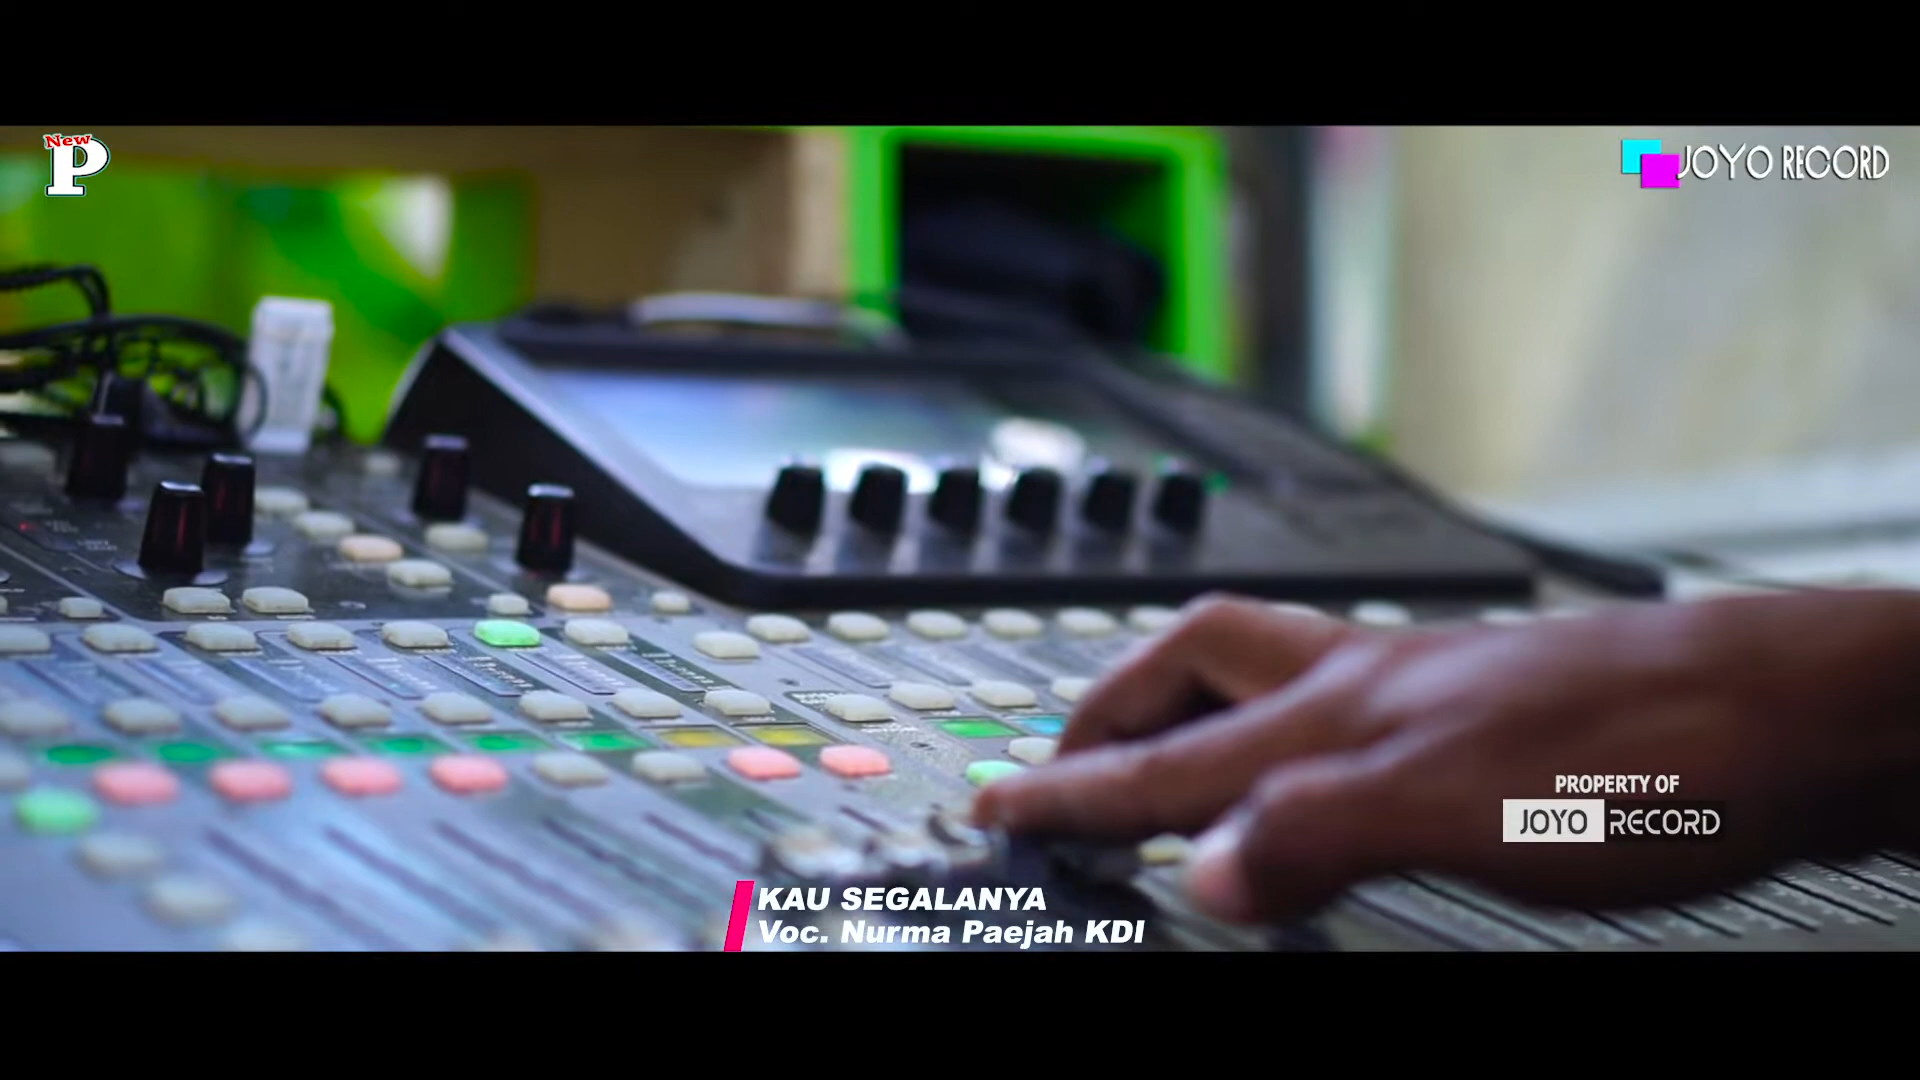 New
P
JOYO RECORD
PROPERTY OF
JOYO RECORD
KAU SEGALANYA
Voc. Nurma Paejah KDI